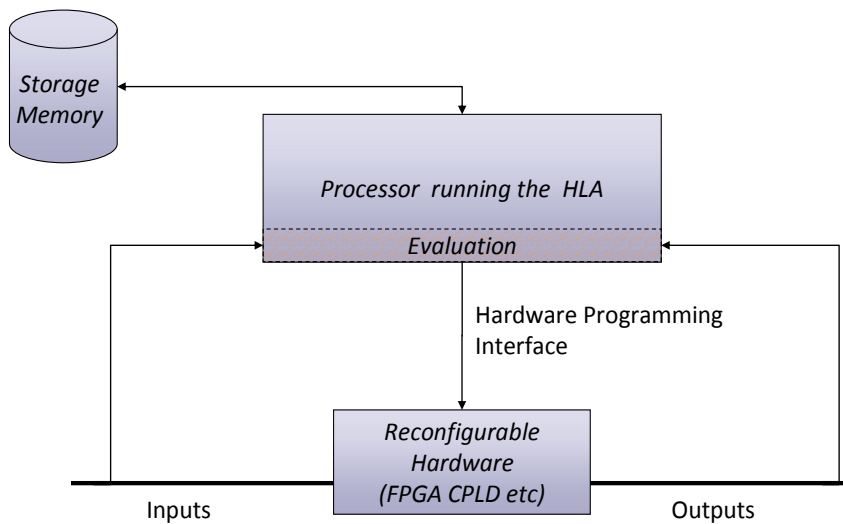 Storage
Memory
Processor running the HLA
Evaluation
Hardware Programming
Interface
Reconfigurable
Hardware
(FPGA CPLD etc)
Inputs
Outputs